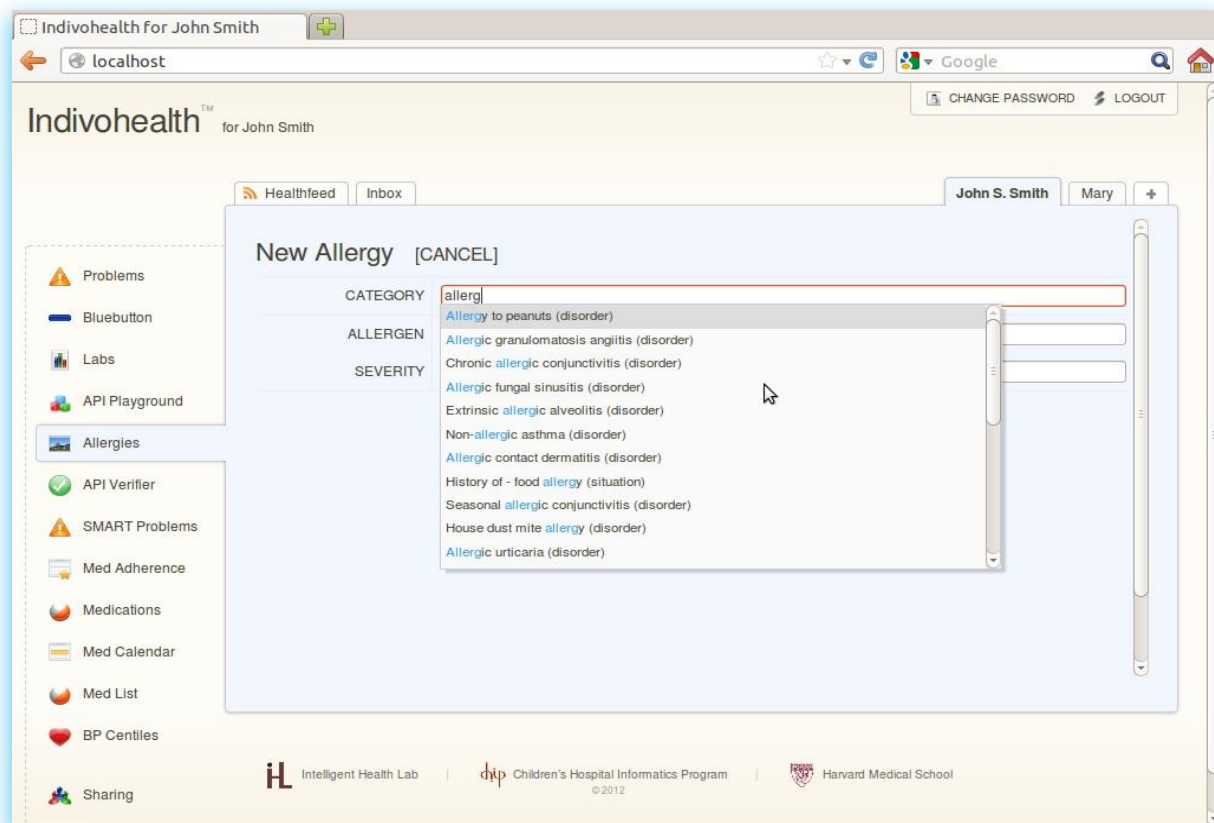 Indivohealth for John Smith
localhost
Google
CHANGE PASSWORD LOGOUT
Indivohealth™ for John Smith
Healthfeed Inbox John S. Smith Mary +
New Allergy [CANCEL]
CATEGORY allerg
ALLERGEN
SEVERITY
Allergy to peanuts (disorder)
Allergic granulomatosis angiitis (disorder)
Chronic allergic conjunctivitis (disorder)
Allergic fungal sinusitis (disorder)
Extrinsic allergic alveolitis (disorder)
Non-allergic asthma (disorder)
Allergic contact dermatitis (disorder)
History of - food allergy (situation)
Seasonal allergic conjunctivitis (disorder)
House dust mite allergy (disorder)
Allergic urticaria (disorder)
Problems
Bluebutton
Labs
API Playground
Allergies
API Verifier
SMART Problems
Med Adherence
Medications
Med Calendar
Med List
BP Centiles
Sharing
iHL Intelligent Health Lab | chip Children's Hospital Informatics Program | Harvard Medical School
© 2012